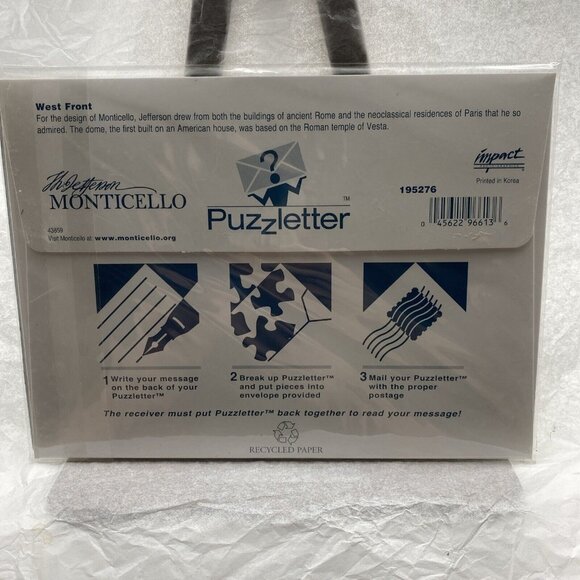 West Front
For the design of Monticello, Jefferson drew from both the buildings of ancient Rome and the neoclassical residences of Paris that he so
admired. The dome, the first built on an American house, was based on the Roman temple of Vesta.
Th Jefferson
MONTICELLO
43859
Visit Monticello at: www.monticello.org
?
Puzzletter™
impact
Printed in Korea
195276
0 45622 96613 6
1 Write your message
on the back of your
Puzzletter™
2 Break up Puzzletter™
and put pieces into
envelope provided
3 Mail your Puzzletter™
with the proper
postage
The receiver must put Puzzletter™ back together to read your message!
RECYCLED PAPER